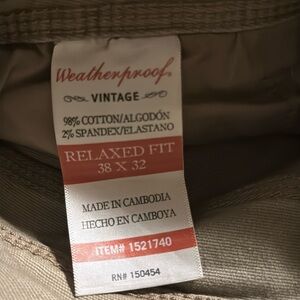 Weatherproof
VINTAGE
98% COTTON/ALGODÓN
2% SPANDEX/ELASTANO
RELAXED FIT
38 X 32
MADE IN CAMBODIA
HECHO EN CAMBOYA
ITEM# 1521740
RN# 150454